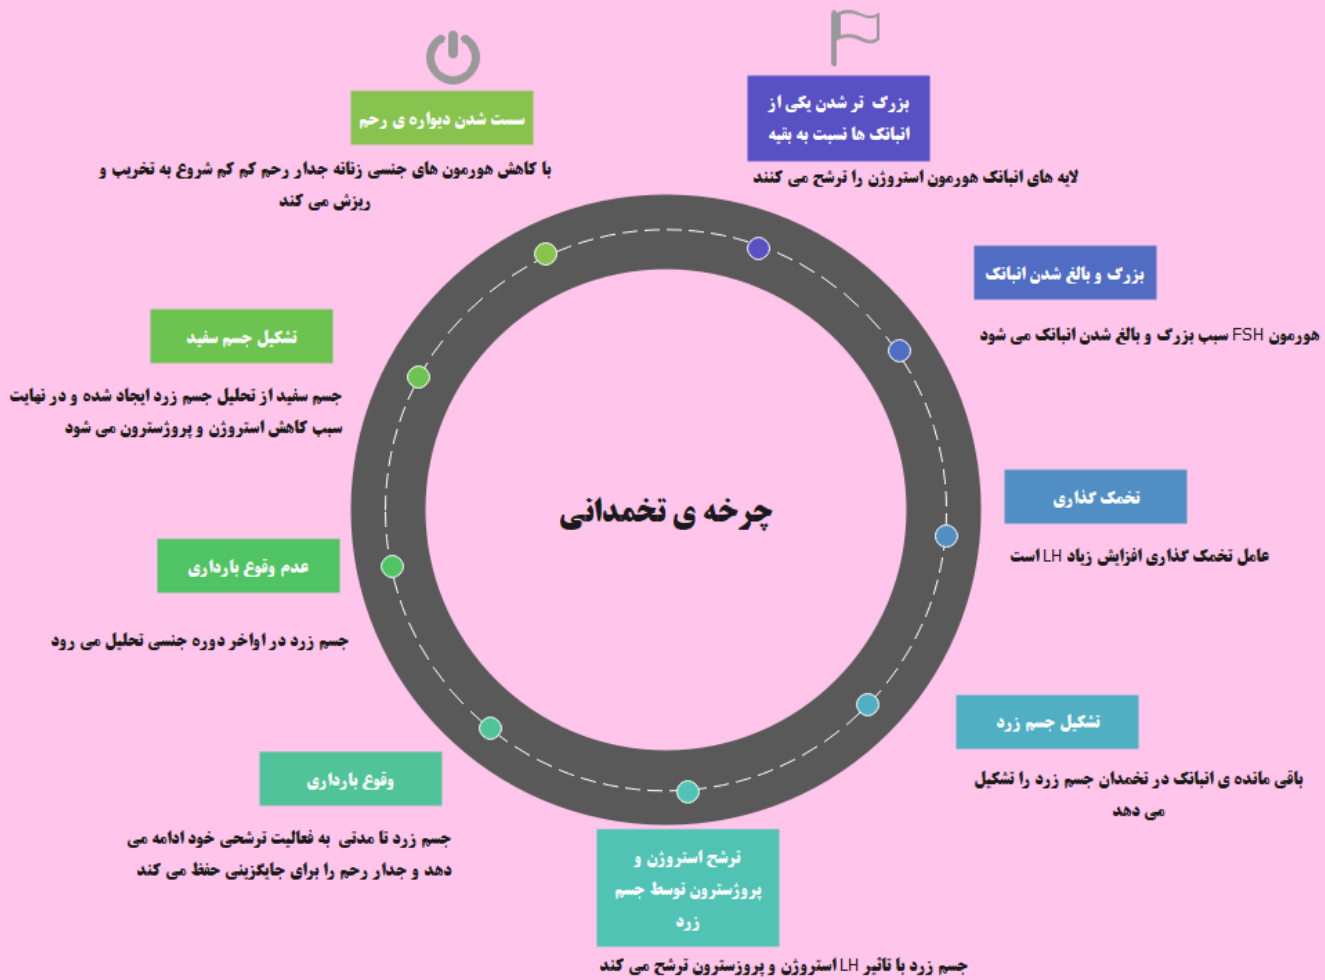 بزرگ تر شدن یکی از
انبانک ها نسبت به بقیه
لایه های انبانک هورمون استروژن را ترشح می کنند
بزرگ و بالغ شدن انبانک
هورمون FSH سبب بزرگ و بالغ شدن انبانک می شود
تخمک گذاری
عامل تخمک گذاری افزایش زیاد LH است
تشکیل جسم زرد
باقی مانده ی انبانک در تخمدان جسم زرد را تشکیل
می دهد
ترشح استروژن و
پروژسترون توسط جسم
زرد
جسم زرد با تاثیر LH استروژن و پروزسترون ترشح می کند
وقوع بارداری
جسم زرد تا مدتی به فعالیت ترشحی خود ادامه می
دهد و جدار رحم را برای جایگزینی حفظ می کند
عدم وقوع بارداری
جسم زرد در اواخر دوره جنسی تحلیل می رود
تشکیل جسم سفید
جسم سفید از تحلیل جسم زرد ایجاد شده و در نهایت
سبب کاهش استروژن و پروژسترون می شود
سست شدن دیواره ی رحم
با کاهش هورمون های جنسی زنانه جدار رحم کم کم شروع به تخریب و
ریزش می کند
چرخه ی تخمدانی